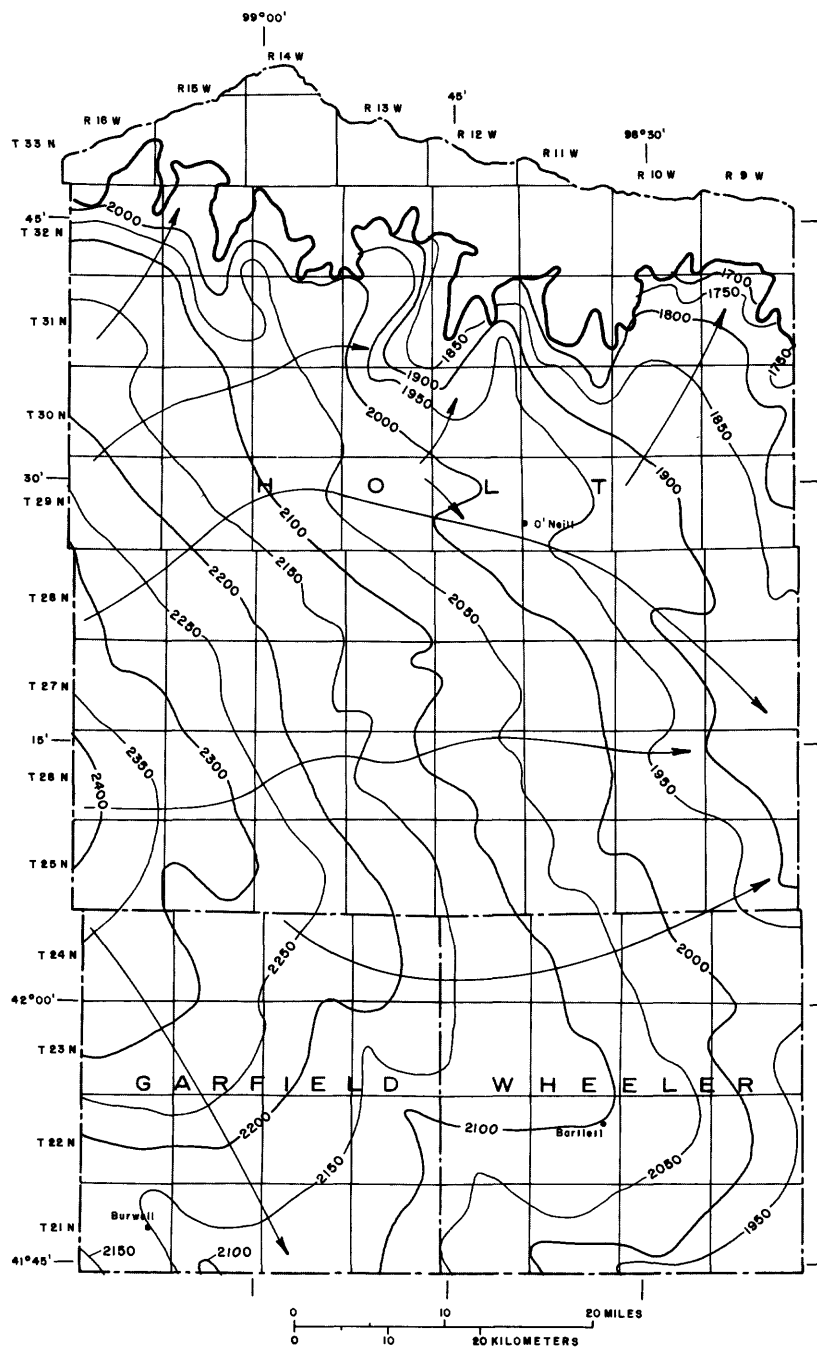 99°00'
R 14 W
R 15 W
R 13 W
45'
R 16 W
R 12 W
98°30'
T 33 N
R 11 W
R 10 W
R 9 W
45'
T 32 N
2000
1700
1750
1800
T 31 N
1850
1900
1950
1750
T 30 N
2000
1850
30'
T 29 N
H O L T
1900
2100
O'Neill
2200
2150
T 28 N
2250
2050
T 27 N
15'
T 26 N
2400
2350
2300
1950
T 25 N
T 24 N
2250
2000
42°00'
T 23 N
GARFIELD
WHEELER
2200
2100
Bartlett
T 22 N
2150
2050
Burwell
T 21 N
1950
41°45'
2150
2100
0 10 20 MILES
0 10 20 KILOMETERS